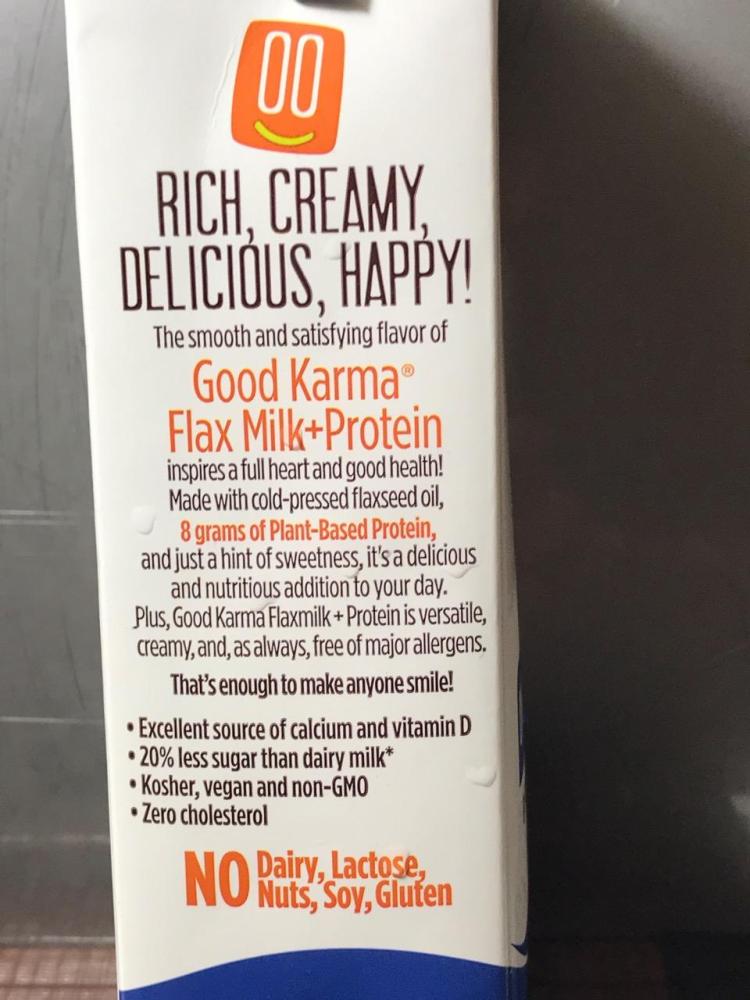 RICH, CREAMY,
DELICIOUS, HAPPY!
The smooth and satisfying flavor of
Good Karma®
Flax Milk+Protein
inspires a full heart and good health!
Made with cold-pressed flaxseed oil,
8 grams of Plant-Based Protein,
and just a hint of sweetness, it's a delicious
and nutritious addition to your day.
Plus, Good Karma Flaxmilk + Protein is versatile,
creamy, and, as always, free of major allergens.
That's enough to make anyone smile!
• Excellent source of calcium and vitamin D
• 20% less sugar than dairy milk*
• Kosher, vegan and non-GMO
• Zero cholesterol
NO Dairy, Lactose,
Nuts, Soy, Gluten